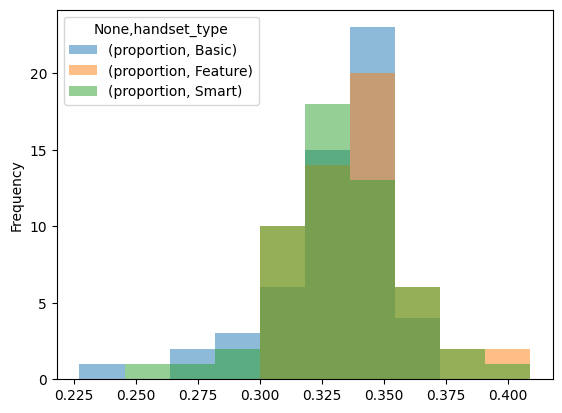 None,handset_type
(proportion, Basic)
(proportion, Feature)
(proportion, Smart)
Frequency
20
15
10
5
0
0.225 0.250 0.275 0.300 0.325 0.350 0.375 0.400